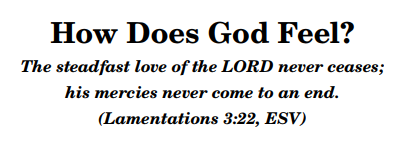 How Does God Feel?
The steadfast love of the LORD never ceases;
his mercies never come to an end.
(Lamentations 3:22, ESV)